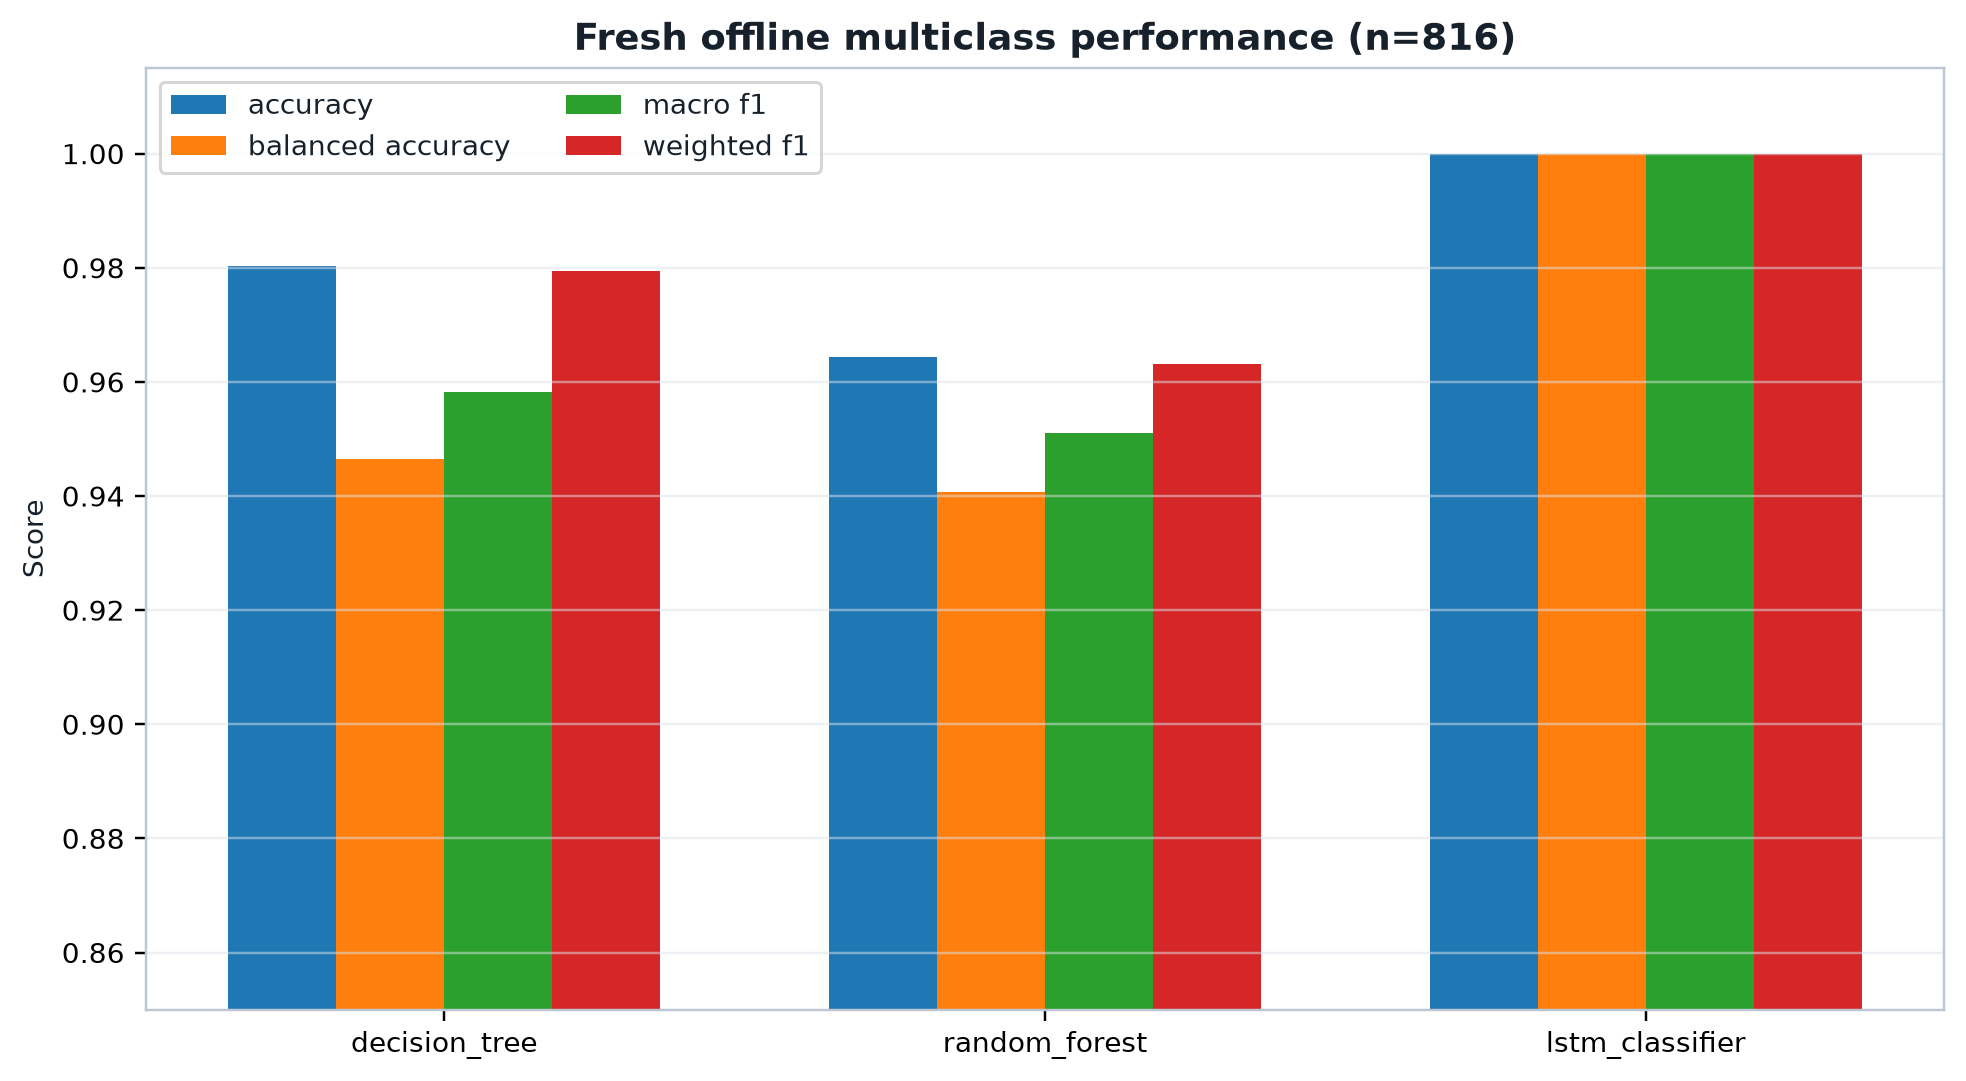 Fresh offline multiclass performance (n=816)
accuracy
balanced accuracy
macro f1
weighted f1
Score
1.00
0.98
0.96
0.94
0.92
0.90
0.88
0.86
decision_tree
random_forest
lstm_classifier